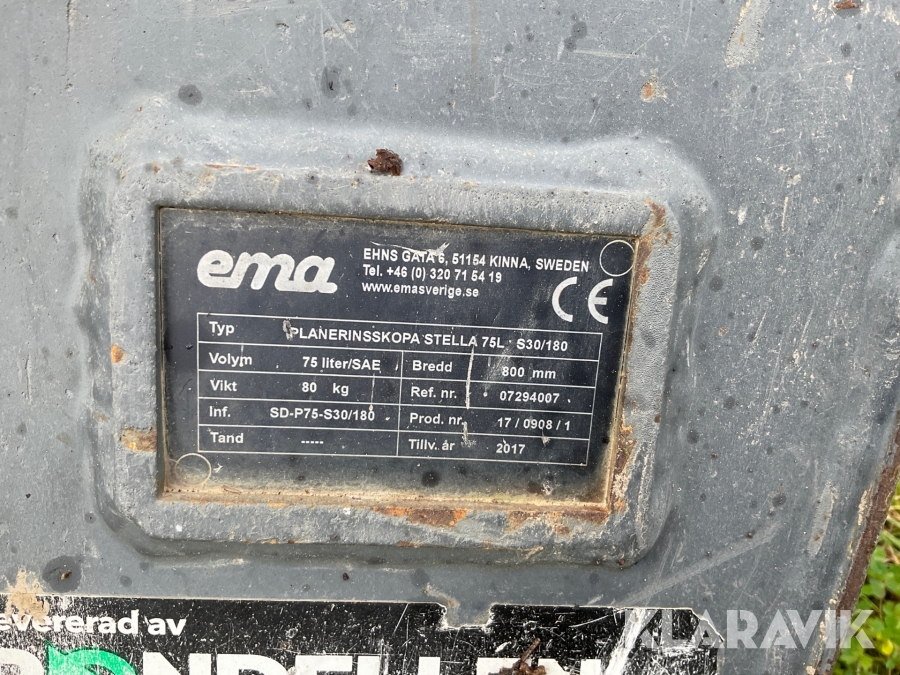 ema
EHNS GATA 6, 51154 KINNA, SWEDEN
Tel. +46 (0) 320 71 54 19
www.emasverige.se
CE
Typ PLANERINSSKOPA STELLA 75L S30/180
Volym 75 liter/SAE Bredd 800 mm
Vikt 80 kg Ref. nr. 07294007
Inf. SD-P75-S30/180 Prod. nr. 17 / 0908 / 1
Tand ----- Tillv. år 2017
evererad av
KLARAVIK